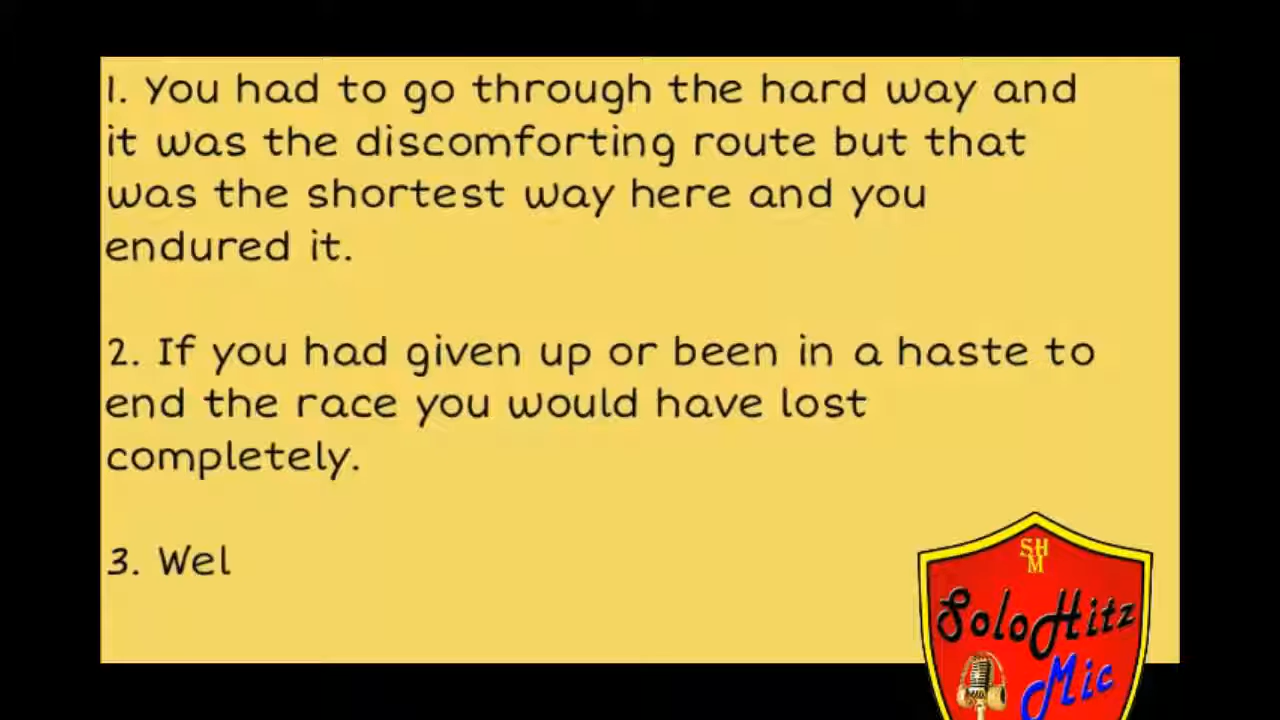 1. You had to go through the hard way and
it was the discomforting route but that
was the shortest way here and you
endured it.
2. If you had given up or been in a haste to
end the race you would have lost
completely.
3. Wel
SHM
SoloHitz
Mic